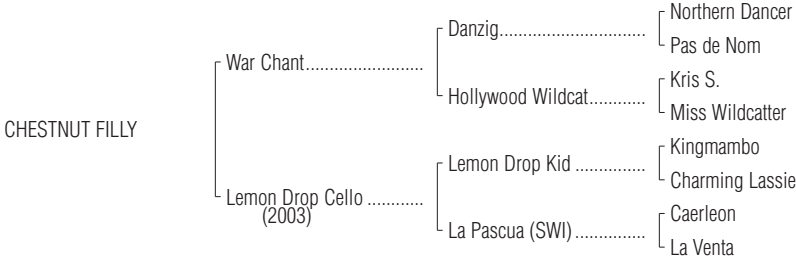 Northern Dancer
Danzig..............................
Pas de Nom
War Chant.........................
Kris S.
Hollywood Wildcat............
Miss Wildcatter
CHESTNUT FILLY
Kingmambo
Lemon Drop Kid ...............
Charming Lassie
Lemon Drop Cello ............
(2003)
Caerleon
La Pascua (SWI) ...............
La Venta